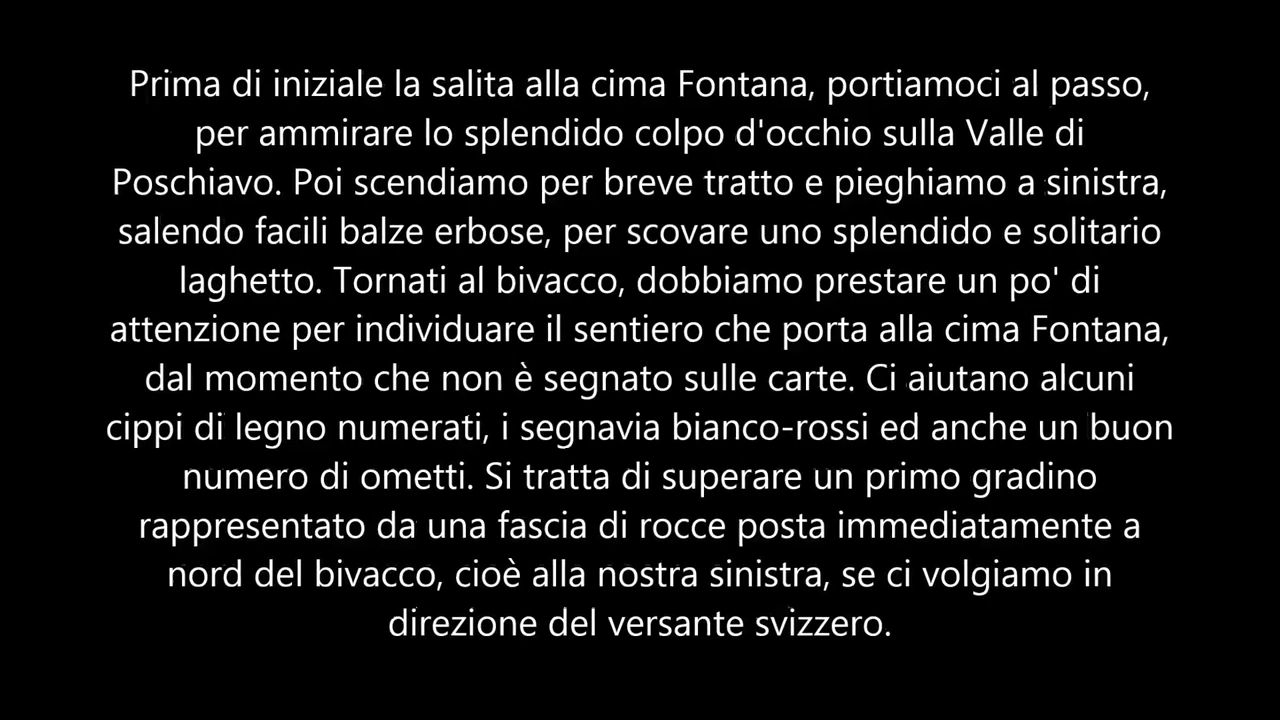 Prima di iniziale la salita alla cima Fontana, portiamoci al passo,
per ammirare lo splendido colpo d'occhio sulla Valle di
Poschiavo. Poi scendiamo per breve tratto e pieghiamo a sinistra,
salendo facili balze erbose, per scovare uno splendido e solitario
laghetto. Tornati al bivacco, dobbiamo prestare un po' di
attenzione per individuare il sentiero che porta alla cima Fontana,
dal momento che non è segnato sulle carte. Ci aiutano alcuni
cippi di legno numerati, i segnavia bianco-rossi ed anche un buon
numero di ometti. Si tratta di superare un primo gradino
rappresentato da una fascia di rocce posta immediatamente a
nord del bivacco, cioè alla nostra sinistra, se ci volgiamo in
direzione del versante svizzero.